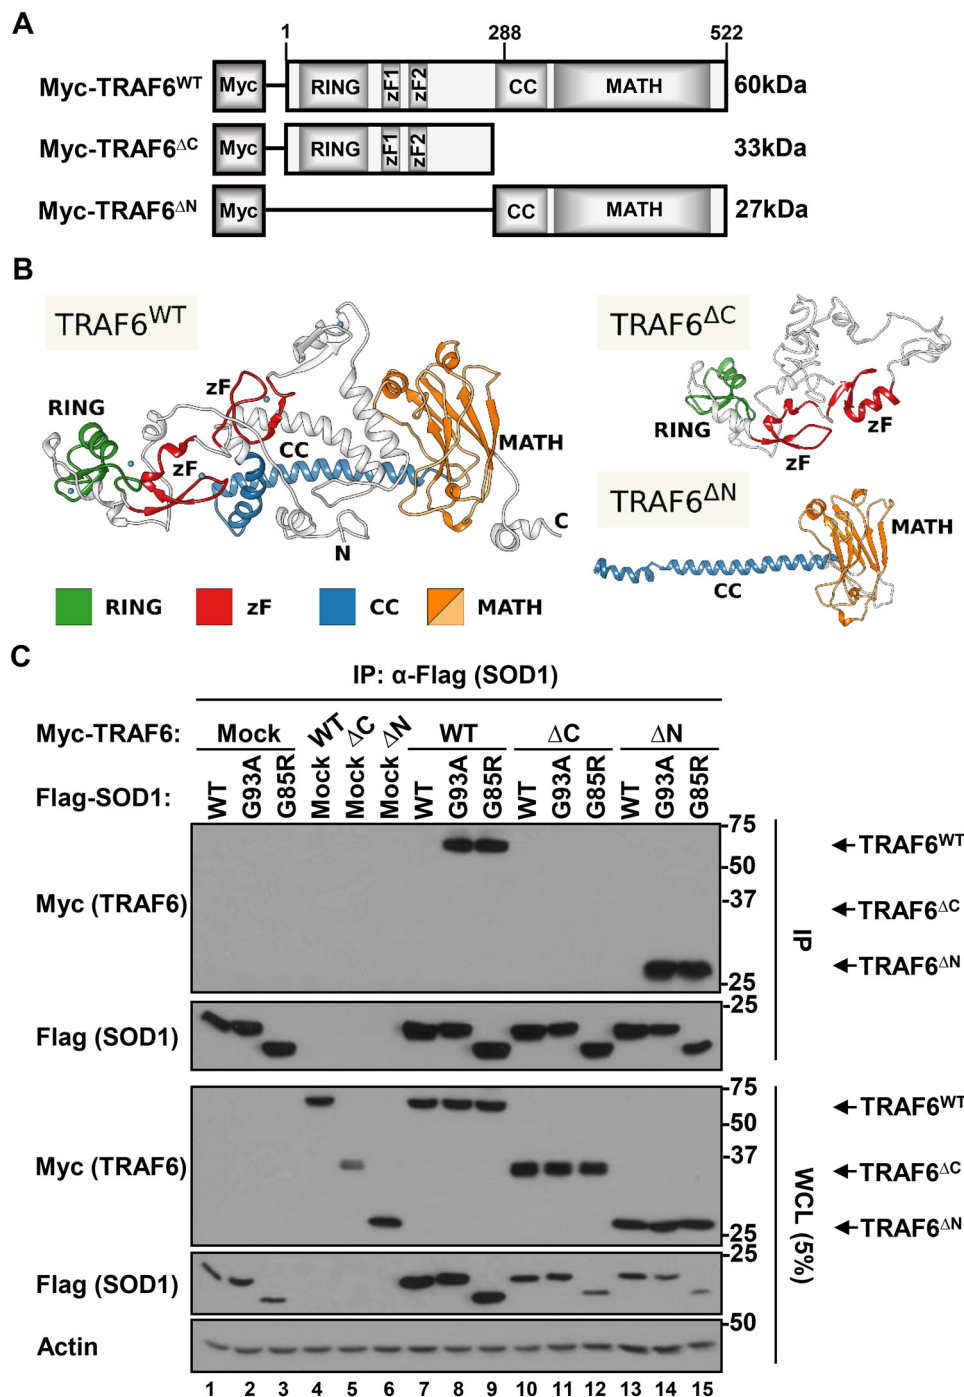 A
1 288 522
Myc-TRAF6WT Myc RING zF1 zF2 CC MATH 60kDa
Myc-TRAF6ΔC Myc RING zF1 zF2 33kDa
Myc-TRAF6ΔN Myc CC MATH 27kDa
B
TRAF6WT
RING
zF
zF
CC
MATH
N
C
TRAF6ΔC
RING
zF
zF
TRAF6ΔN
MATH
CC
RING zF CC MATH
C
IP: α-Flag (SOD1)
Myc-TRAF6: Mock WT ΔC ΔN WT ΔC ΔN
Flag-SOD1: WT G93A G85R Mock Mock Mock WT G93A G85R WT G93A G85R WT G93A G85R
Myc (TRAF6)
-75
-50
-37
-25
TRAF6WT
TRAF6ΔC
TRAF6ΔN
IP
Flag (SOD1)
-25
Myc (TRAF6)
-75
-50
-37
-25
TRAF6WT
TRAF6ΔC
TRAF6ΔN
WCL (5%)
Flag (SOD1)
-25
Actin
-50
1 2 3 4 5 6 7 8 9 10 11 12 13 14 15